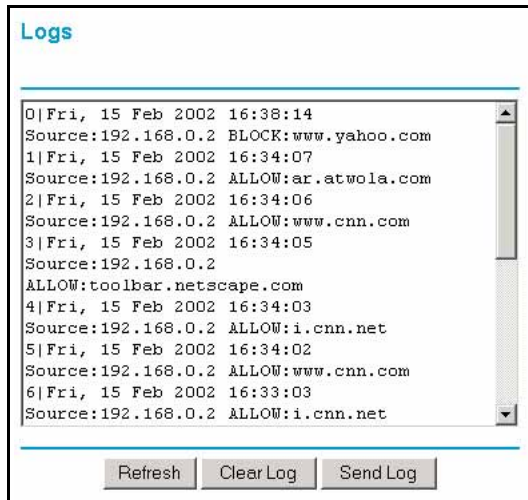 Logs
0|Fri, 15 Feb 2002 16:38:14
Source:192.168.0.2 BLOCK:www.yahoo.com
1|Fri, 15 Feb 2002 16:34:07
Source:192.168.0.2 ALLOW:ar.atwola.com
2|Fri, 15 Feb 2002 16:34:06
Source:192.168.0.2 ALLOW:www.cnn.com
3|Fri, 15 Feb 2002 16:34:05
Source:192.168.0.2
ALLOW:toolbar.netscape.com
4|Fri, 15 Feb 2002 16:34:03
Source:192.168.0.2 ALLOW:i.cnn.net
5|Fri, 15 Feb 2002 16:34:02
Source:192.168.0.2 ALLOW:www.cnn.com
6|Fri, 15 Feb 2002 16:33:03
Source:192.168.0.2 ALLOW:i.cnn.net
Refresh Clear Log Send Log